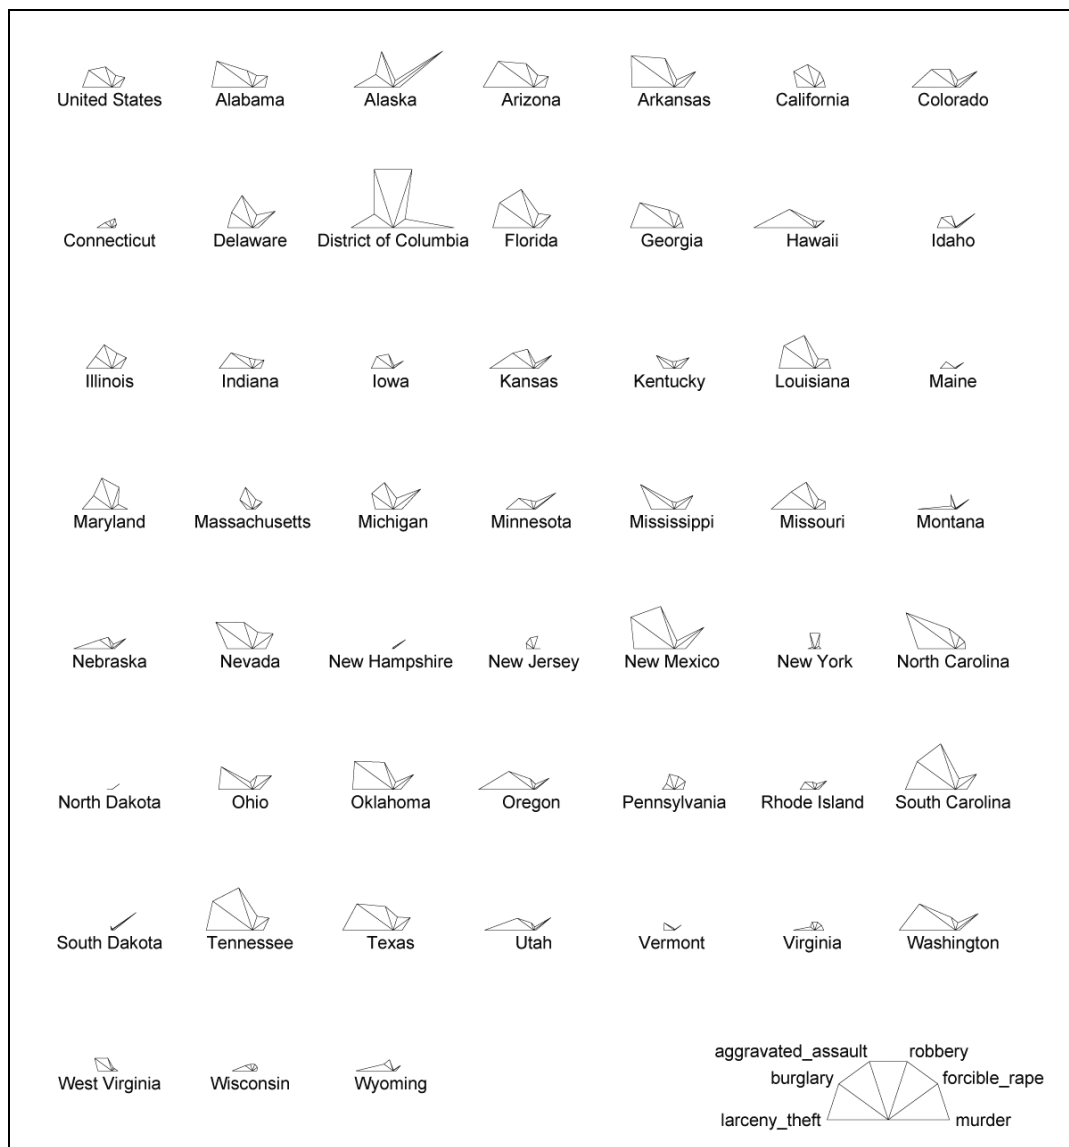 United States Alabama Alaska Arizona Arkansas California Colorado
Connecticut Delaware District of Columbia Florida Georgia Hawaii Idaho
Illinois Indiana Iowa Kansas Kentucky Louisiana Maine
Maryland Massachusetts Michigan Minnesota Mississippi Missouri Montana
Nebraska Nevada New Hampshire New Jersey New Mexico New York North Carolina
North Dakota Ohio Oklahoma Oregon Pennsylvania Rhode Island South Carolina
South Dakota Tennessee Texas Utah Vermont Virginia Washington
aggravated_assault robbery
burglary forcible_rape
West Virginia Wisconsin Wyoming
larceny_theft murder